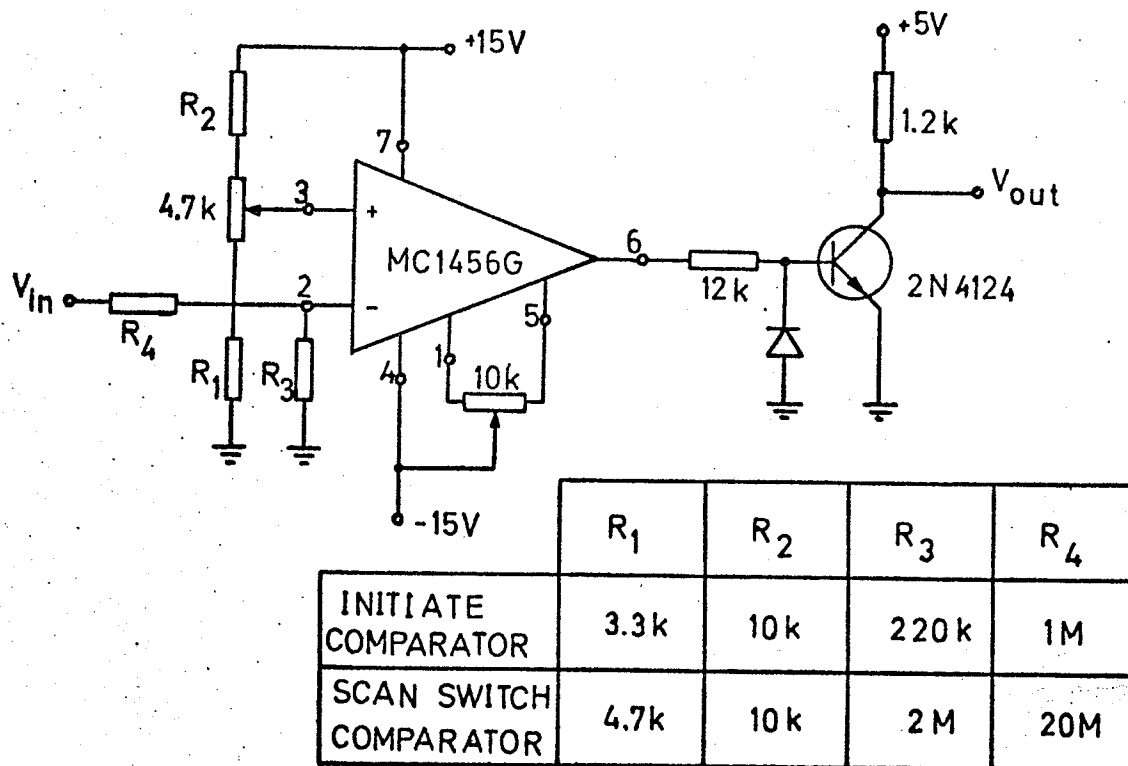 +15V
+5V
R2
1.2k
7
4.7k
3
+
Vout
MC1456G
6
12k
2N4124
Vin
2
-
R4
5
R1
R3
4
1
10k
-15V
R1 R2 R3 R4
INITIATE COMPARATOR 3.3k 10k 220k 1M
SCAN SWITCH COMPARATOR 4.7k 10k 2M 20M